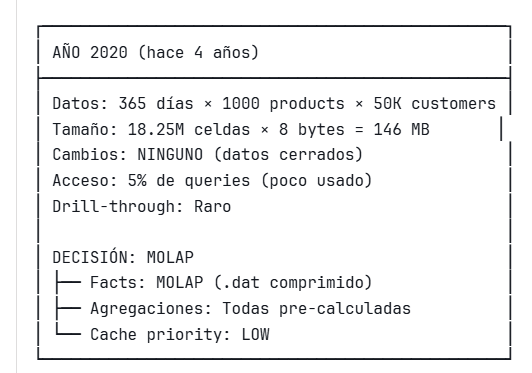 AÑO 2020 (hace 4 años)
Datos: 365 días × 1000 products × 50K customers
Tamaño: 18.25M celdas × 8 bytes = 146 MB
Cambios: NINGUNO (datos cerrados)
Acceso: 5% de queries (poco usado)
Drill-through: Raro
DECISIÓN: MOLAP
├── Facts: MOLAP (.dat comprimido)
├── Agregaciones: Todas pre-calculadas
└── Cache priority: LOW